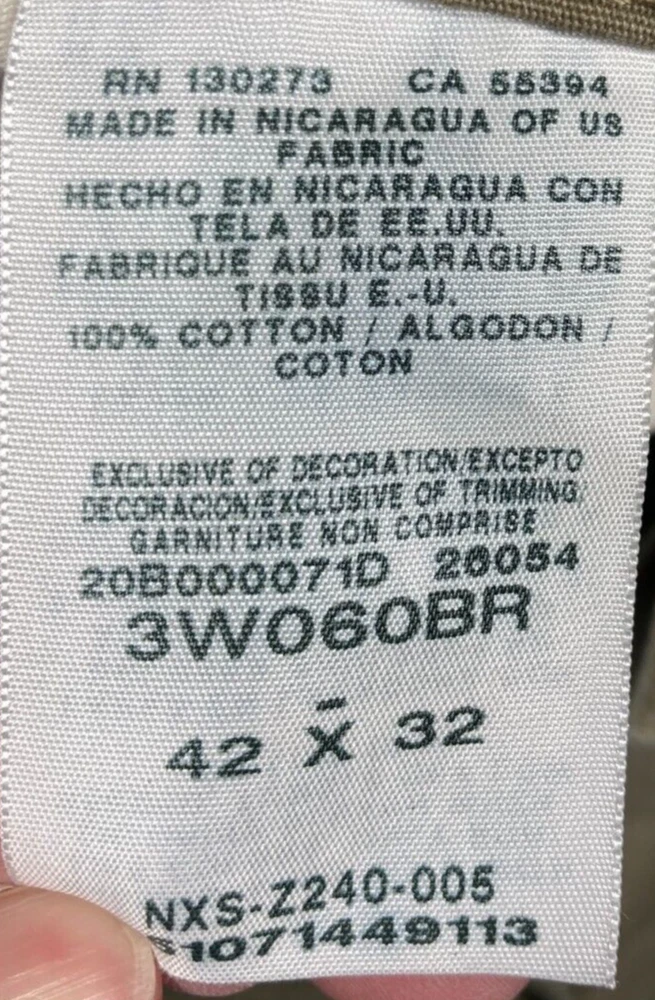 RN 130273 CA 55394
MADE IN NICARAGUA OF US
FABRIC
HECHO EN NICARAGUA CON
TELA DE EE.UU.
FABRIQUE AU NICARAGUA DE
TISSU E.-U.
100% COTTON / ALGODON /
COTON
EXCLUSIVE OF DECORATION/EXCEPTO
DECORACION/EXCLUSIVE OF TRIMMING
GARNITURE NON COMPRISE
20B000071D 26054
3W060BR
-
42 X 32
NXS-Z240-005
S1071449113